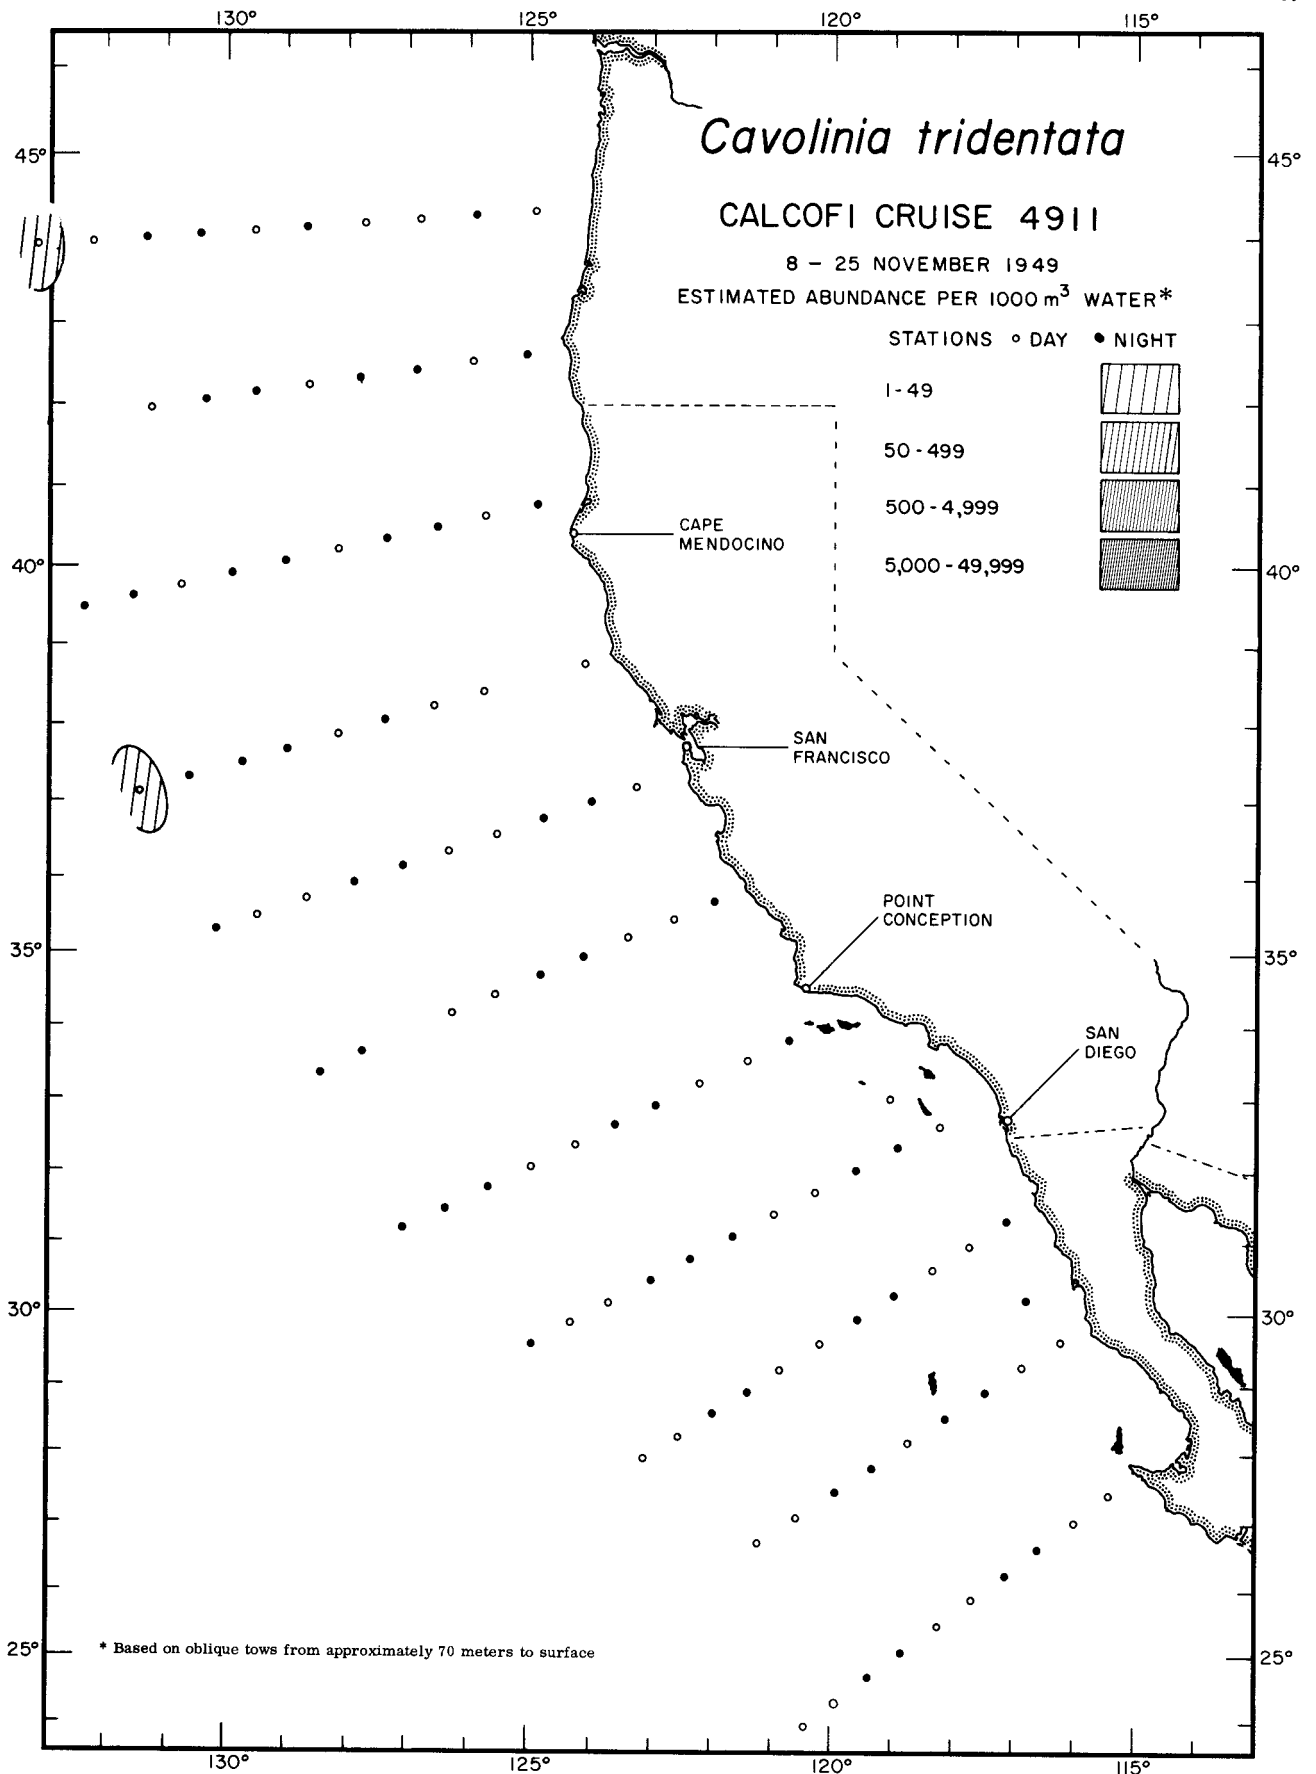 130° 125° 120° 115°
Cavolinia tridentata
45° 45°
CALCOFI CRUISE 4911
8 – 25 NOVEMBER 1949
ESTIMATED ABUNDANCE PER 1000 m³ WATER*
STATIONS ○ DAY ● NIGHT
1-49
50-499
500-4,999
5,000-49,999
CAPE
MENDOCINO
40° 40°
SAN
FRANCISCO
POINT
CONCEPTION
35° 35°
SAN
DIEGO
30° 30°
25° * Based on oblique tows from approximately 70 meters to surface 25°
130° 125° 120° 115°